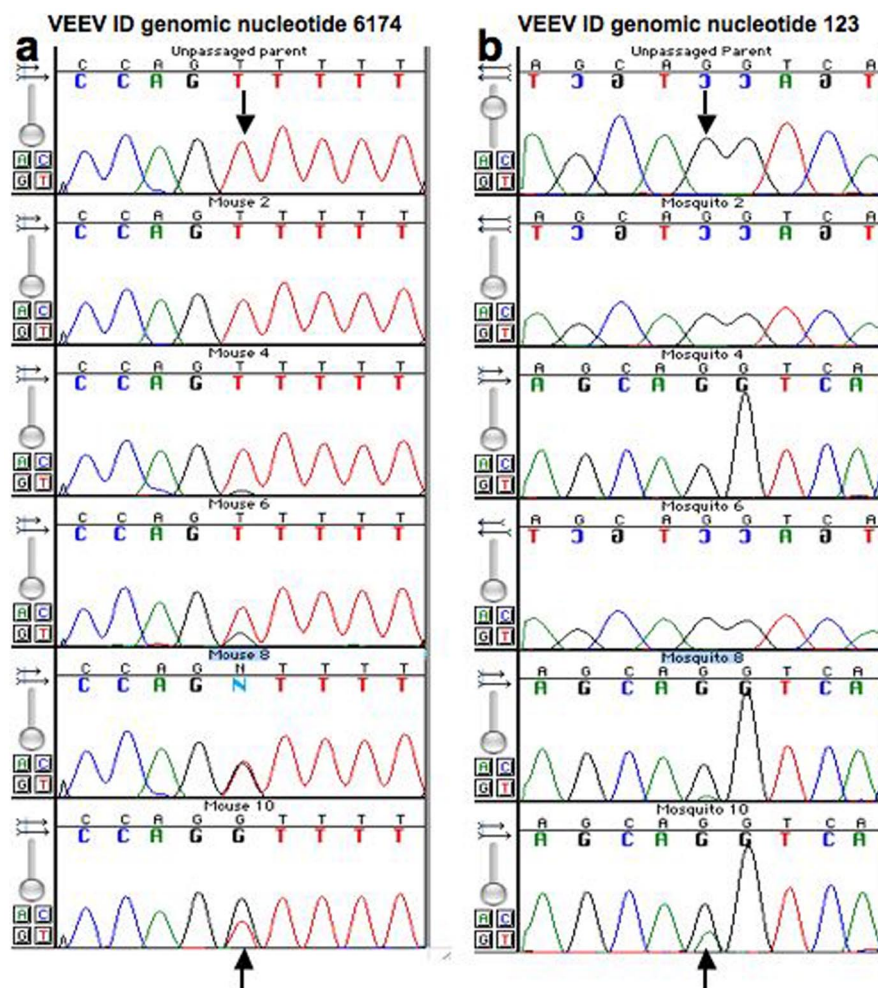 a
VEEV ID genomic nucleotide 6174
Unpassaged parent
C C A G T T T T T
C C A G T T T T T
A C
G T
Mouse 2
C C A G T T T T T
C C A G T T T T T
A C
G T
Mouse 4
C C A G T T T T T
C C A G T T T T T
A C
G T
Mouse 6
C C A G T T T T T
C C A G T T T T T
A C
G T
Mouse 8
C C A G N T T T T
C C A G N T T T T
A C
G T
Mouse 10
C C A G G T T T T
C C A G G T T T T
A C
G T
b
VEEV ID genomic nucleotide 123
Unpassaged Parent
A G C A G G T C A
T C G T C C A G T
A C
G T
Mosquito 2
A G C A G G T C A
T C G T C C A G T
A C
G T
Mosquito 4
A G C A G G T C A
A G C A G G T C A
A C
G T
Mosquito 6
A G C A G G T C A
T C G T C C A G T
A C
G T
Mosquito 8
A G C A G G T C A
A G C A G G T C A
A C
G T
Mosquito 10
A G C A G G T C A
A G C A G G T C A
A C
G T